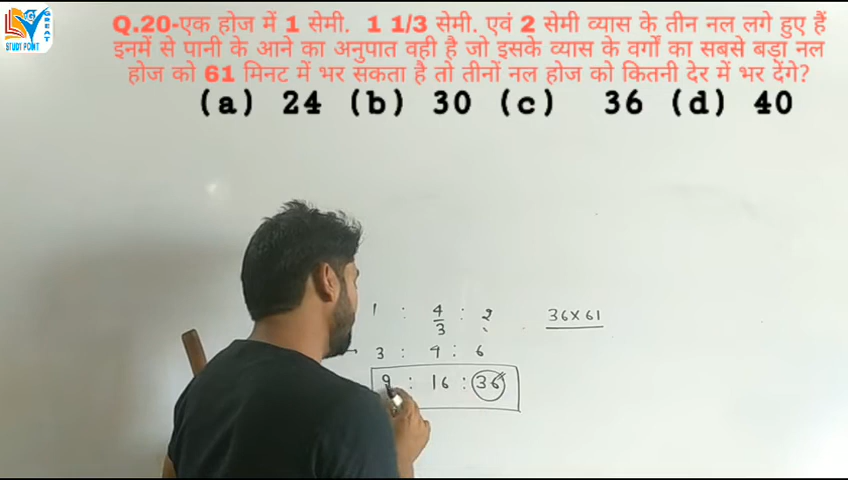 Q.20-एक होज में 1 सेमी. 1 1/3 सेमी. एवं 2 सेमी व्यास के तीन नल लगे हुए हैं
इनमें से पानी के आने का अनुपात वही है जो इसके व्यास के वर्गों का सबसे बड़ा नल
होज को 61 मिनट में भर सकता है तो तीनों नल होज को कितनी देर में भर देंगे?
(a) 24 (b) 30 (c) 36 (d) 40
GREAT
STUDY POINT
1 : 4/3 : 2
36×61
3 : 4 : 6
9 : 16 : 36